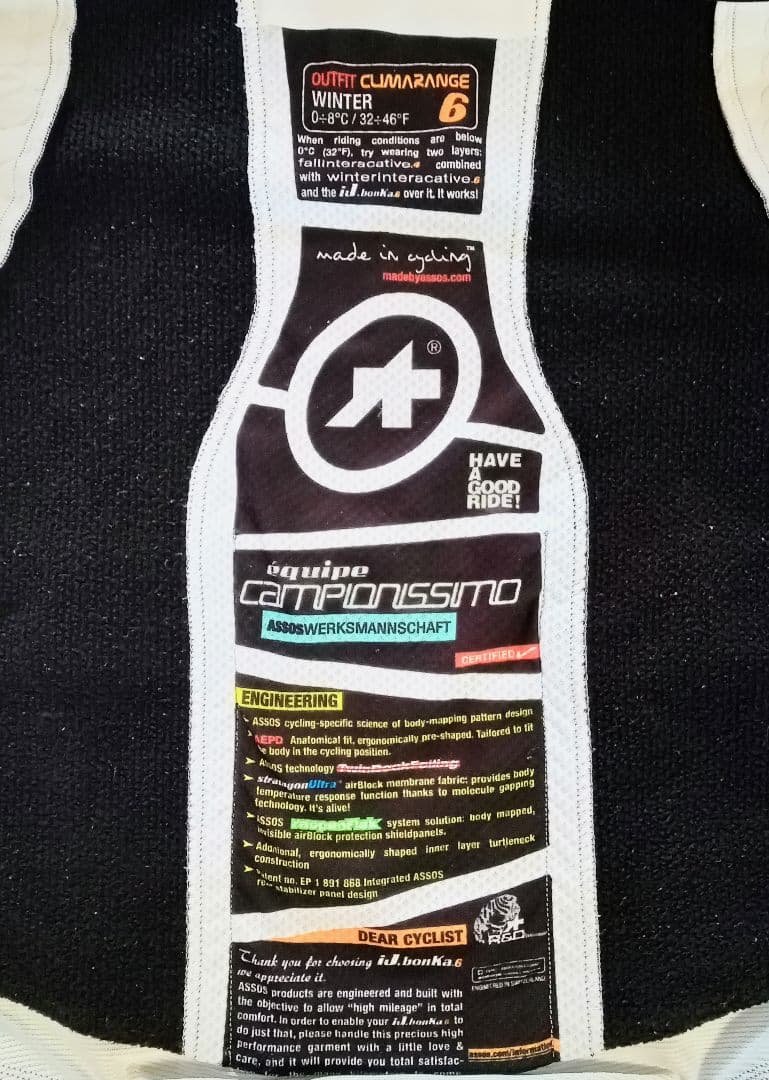 OUTFIT CLIMARANGE
WINTER 6
0÷8°C / 32÷46°F
When riding conditions are below
0°C (32°F), try wearing two layers:
fallinteracative.4 combined
with winterinteracative.6
and the iJ.bonKa.6 over it. It works!
made in cycling™
madebyassos.com
®
HAVE
A
GOOD
RIDE!
équipe
CAMPIONISSIMO
ASSOSWERKSMANNSCHAFT
CERTIFIED
ENGINEERING
ASSOS cycling-specific science of body-mapping pattern design
AEPD Anatomical fit, ergonomically pre-shaped. Tailored to fit
body in the cycling position.
technology TwinDeckFoiling
stratagonUltra airBlock membrane fabric: provides body
temperature response function thanks to molecule gapping
technology. It's alive!
ASSOS system solution: body mapped,
invisible airBlock protection shieldpanels.
Additional, ergonomically shaped inner layer turtleneck
construction
Patent no. EP 1 891 868 Integrated ASSOS
stabilizer panel design
R&D
DEAR CYCLIST
Thank you for choosing iJ.bonKa.6
we appreciate it.
ENGINEERED IN SWITZERLAND
ASSOS products are engineered and built with
the objective to allow "high mileage" in total
comfort. In order to enable your iJ.bonKa.6 to
do just that, please handle this precious high
performance garment with a little love &
care, and it will provide you total satisfac-
assos.com/information